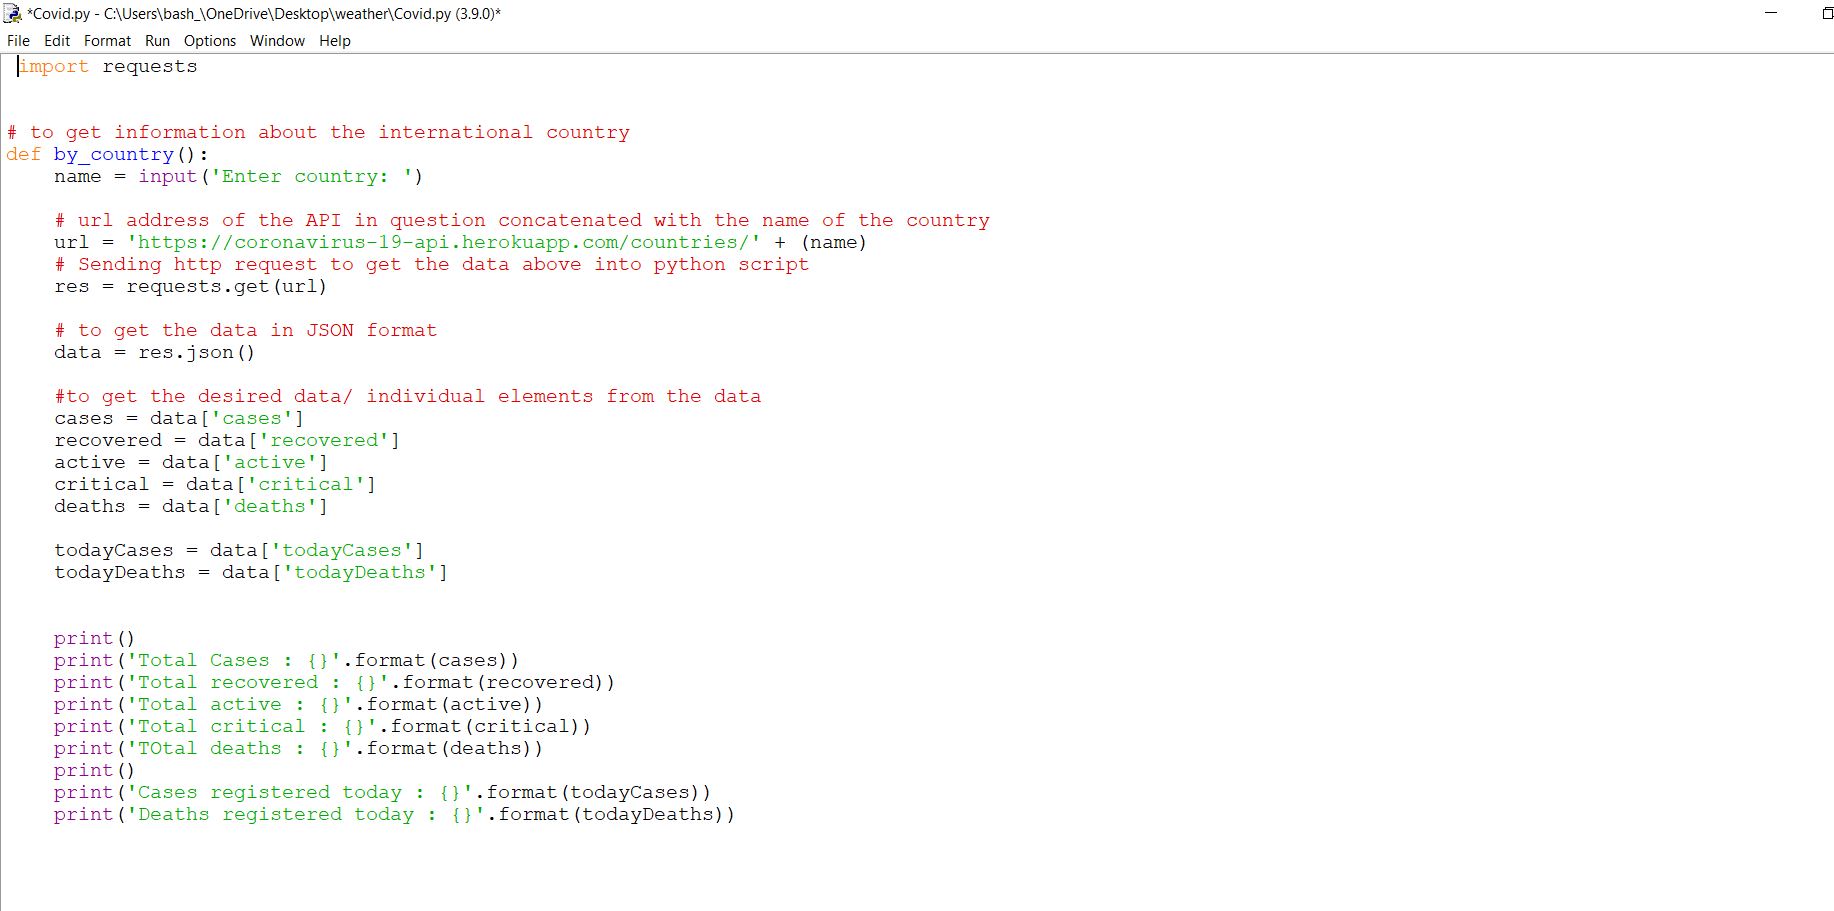 *Covid.py - C:\Users\bash_\OneDrive\Desktop\weather\Covid.py (3.9.0)*
File Edit Format Run Options Window Help
import requests
# to get information about the international country
def by_country():
name = input('Enter country: ')
# url address of the API in question concatenated with the name of the country
url = 'https://coronavirus-19-api.herokuapp.com/countries/' + (name)
# Sending http request to get the data above into python script
res = requests.get(url)
# to get the data in JSON format
data = res.json()
#to get the desired data/ individual elements from the data
cases = data['cases']
recovered = data['recovered']
active = data['active']
critical = data['critical']
deaths = data['deaths']
todayCases = data['todayCases']
todayDeaths = data['todayDeaths']
print()
print('Total Cases : {}'.format(cases))
print('Total recovered : {}'.format(recovered))
print('Total active : {}'.format(active))
print('Total critical : {}'.format(critical))
print('TOtal deaths : {}'.format(deaths))
print()
print('Cases registered today : {}'.format(todayCases))
print('Deaths registered today : {}'.format(todayDeaths))